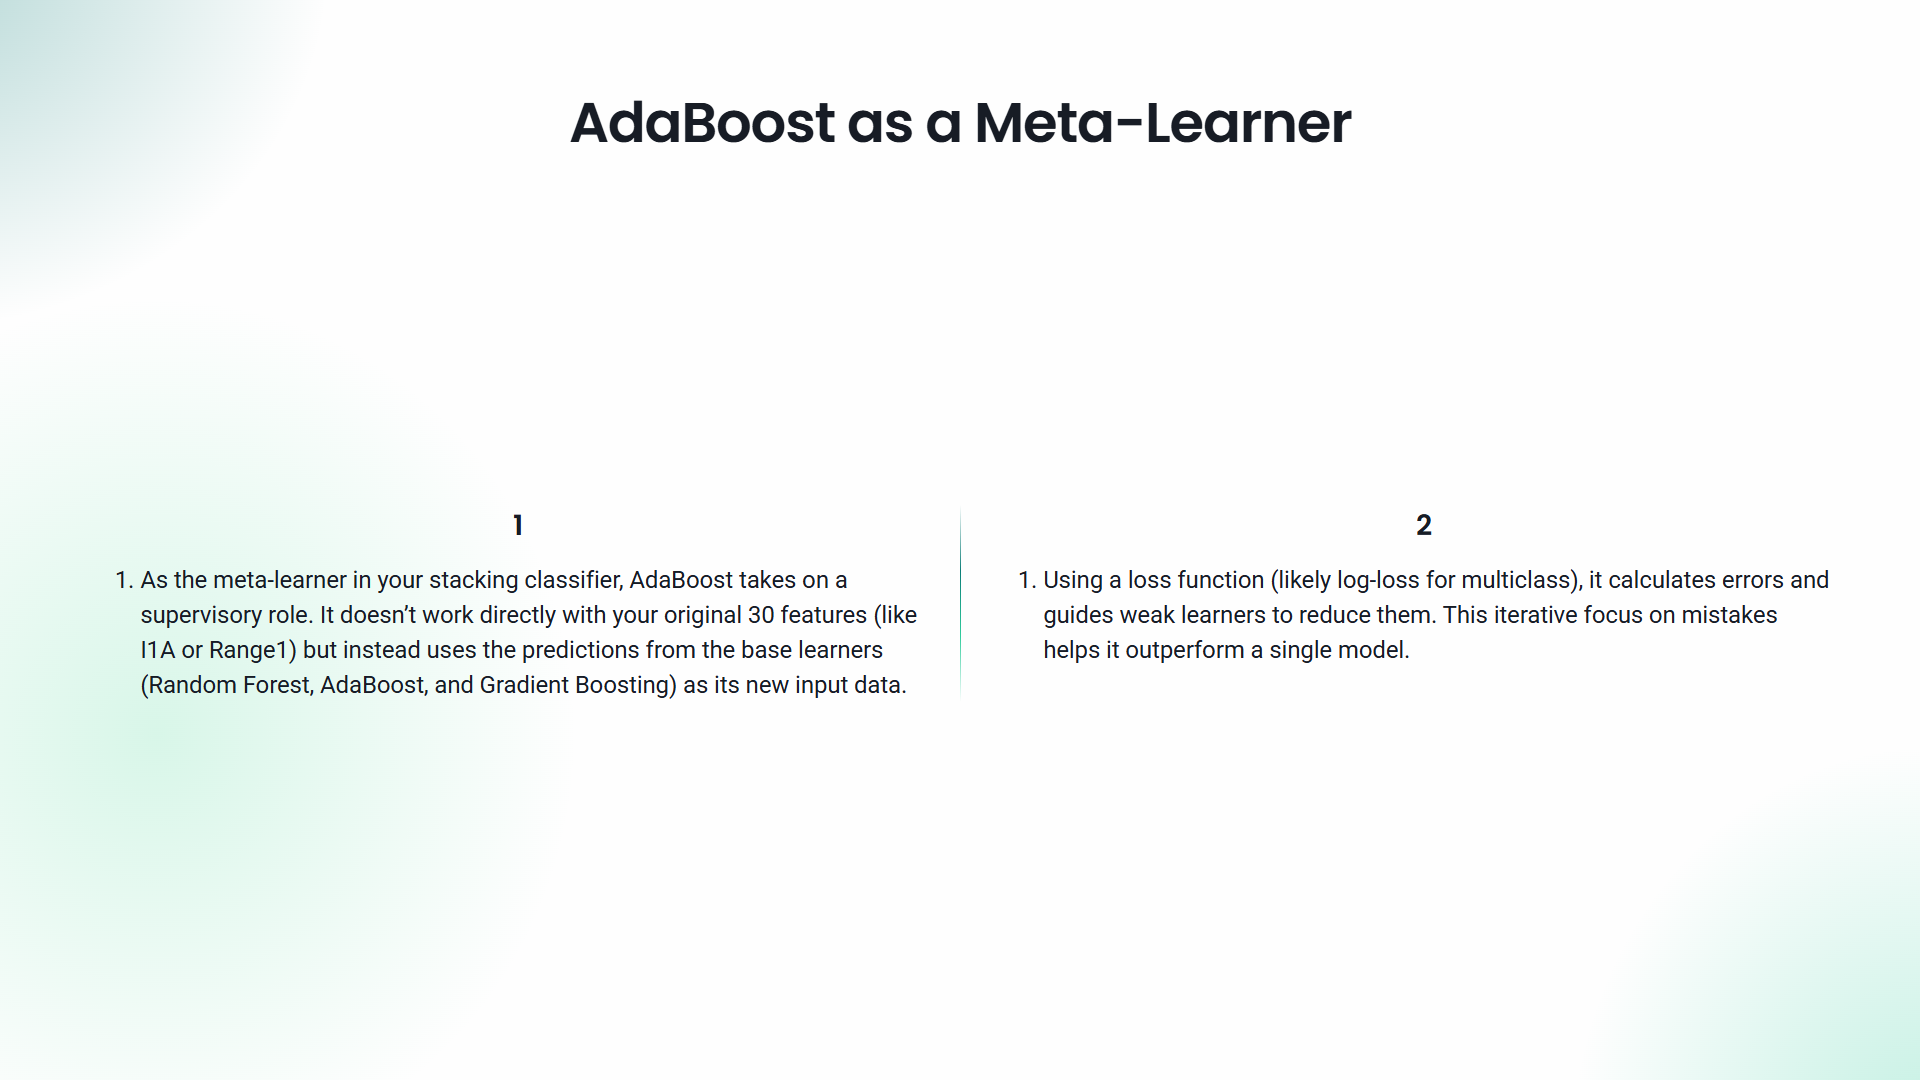 AdaBoost as a Meta-Learner
1
1. As the meta-learner in your stacking classifier, AdaBoost takes on a
supervisory role. It doesn’t work directly with your original 30 features (like
I1A or Range1) but instead uses the predictions from the base learners
(Random Forest, AdaBoost, and Gradient Boosting) as its new input data.
2
1. Using a loss function (likely log-loss for multiclass), it calculates errors and
guides weak learners to reduce them. This iterative focus on mistakes
helps it outperform a single model.